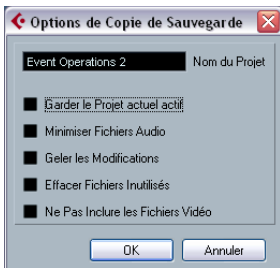 Options de Copie de Sauvegarde
Event Operations 2 Nom du Projet
Garder le Projet actuel actif
Minimiser Fichiers Audio
Geler les Modifications
Effacer Fichiers Inutilisés
Ne Pas Inclure les Fichiers Vidéo
OK Annuler